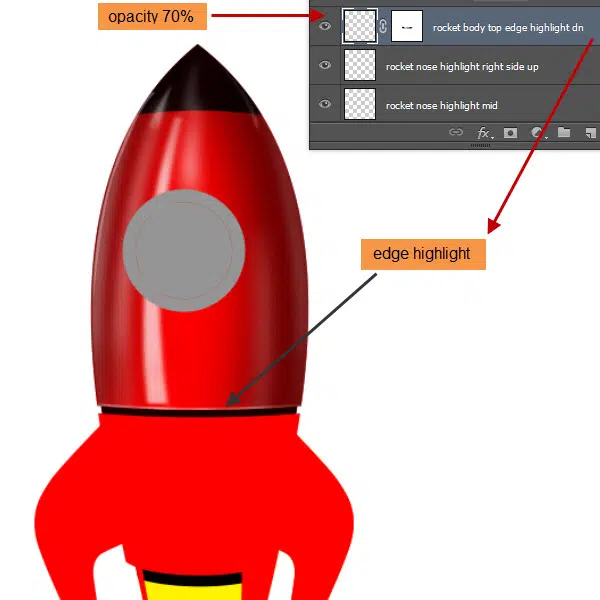 opacity 70%
rocket body top edge highlight dn
rocket nose highlight right side up
rocket nose highlight mid
fx
edge highlight